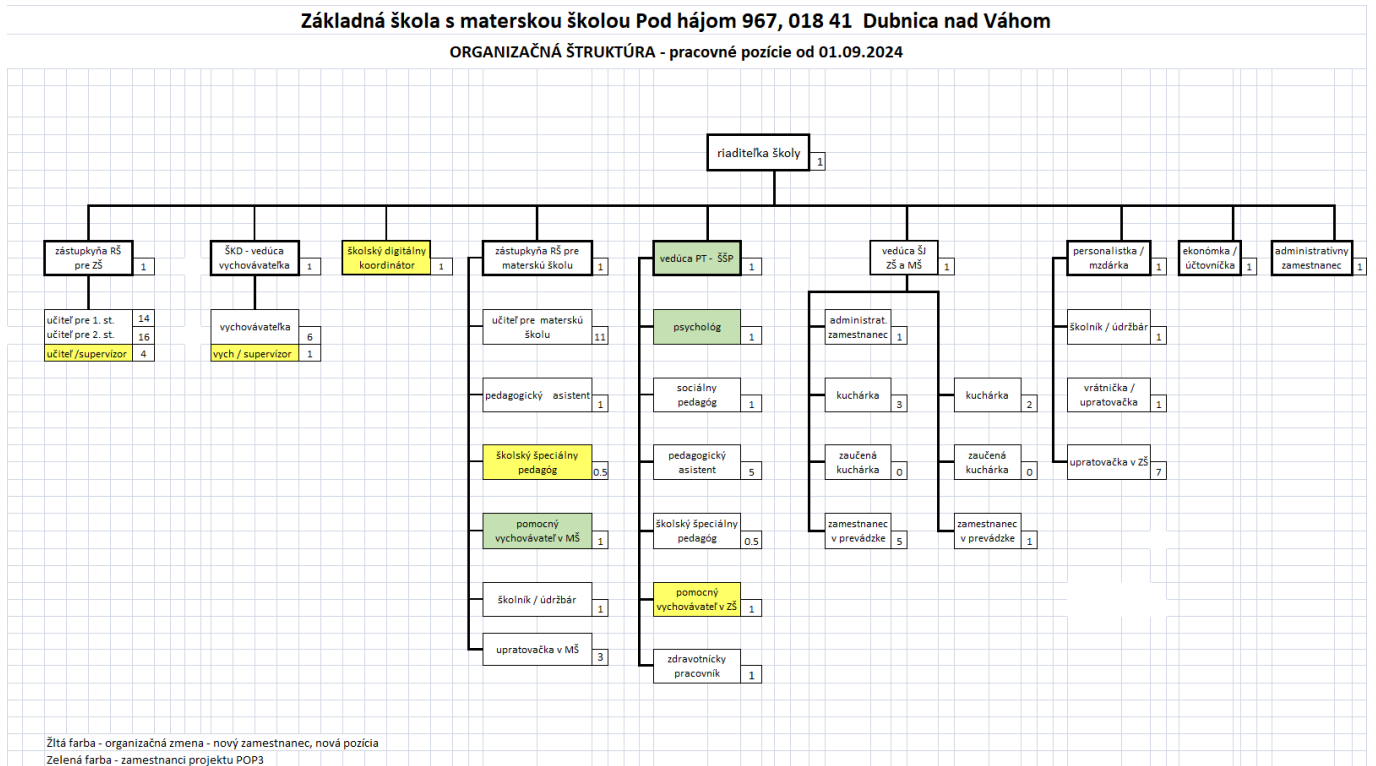 Základná škola s materskou školou Pod hájom 967, 018 41 Dubnica nad Váhom
ORGANIZAČNÁ ŠTRUKTÚRA - pracovné pozície od 01.09.2024
riaditeľka školy
1
zástupkyňa RŠ
pre ZŠ
1
učiteľ pre 1. st.
14
učiteľ pre 2. st.
16
učiteľ /supervízor
4
ŠKD - vedúca
vychovávateľka
1
vychovávateľka
6
vych / supervízor
1
školský digitálny
koordinátor
1
zástupkyňa RŠ pre
materskú školu
1
učiteľ pre materskú
školu
11
pedagogický asistent
1
školský špeciálny
pedagóg
0.5
pomocný
vychovávateľ v MŠ
1
školník / údržbár
1
upratovačka v MŠ
3
vedúca PT - ŠŠP
1
psychológ
1
sociálny
pedagóg
1
pedagogický
asistent
5
školský špeciálny
pedagóg
0.5
pomocný
vychovávateľ v ZŠ
1
zdravotnícky
pracovník
1
vedúca ŠJ
ZŠ a MŠ
1
administrat.
zamestnanec
1
kuchárka
3
zaučená
kuchárka
0
zamestnanec
v prevádzke
5
kuchárka
2
zaučená
kuchárka
0
zamestnanec
v prevádzke
1
personalistka /
mzdárka
1
školník / údržbár
1
vrátnička /
upratovačka
1
upratovačka v ZŠ
7
ekonómka /
účtovníčka
1
administratívny
zamestnanec
1
Žltá farba - organizačná zmena - nový zamestnanec, nová pozícia
Zelená farba - zamestnanci projektu POP3